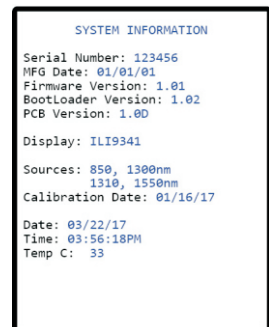 SYSTEM INFORMATION
Serial Number: 123456
MFG Date: 01/01/01
Firmware Version: 1.01
BootLoader Version: 1.02
PCB Version: 1.0D
Display: ILI9341
Sources: 850, 1300nm
1310, 1550nm
Calibration Date: 01/16/17
Date: 03/22/17
Time: 03:56:18PM
Temp C: 33